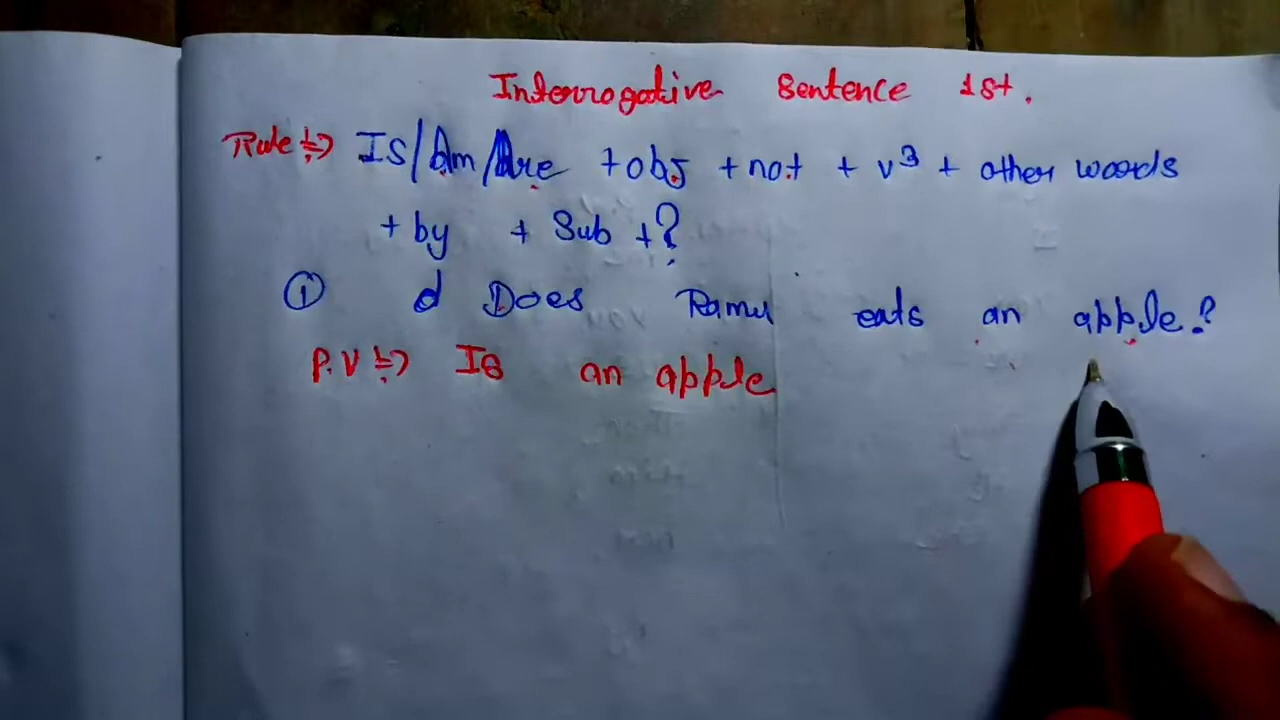 Interrogative Sentence 1st.
Rule ⇒ Is/Am/Are + obj + not + v³ + other words
+ by + Sub + ?
① d Does Ramu eats an apple?
P.V ⇒ Is an apple